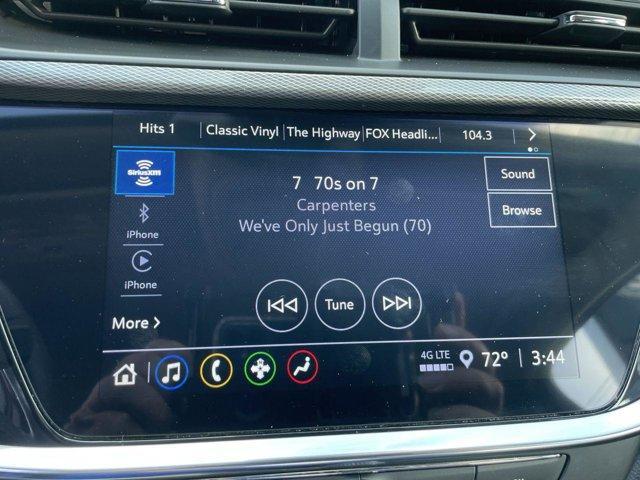 Hits 1 Classic Vinyl The Highway FOX Headli... 104.3
SiriusXM
7 70s on 7
Carpenters
We've Only Just Begun (70)
Sound
Browse
iPhone
iPhone
Tune
More
4G LTE 72° 3:44